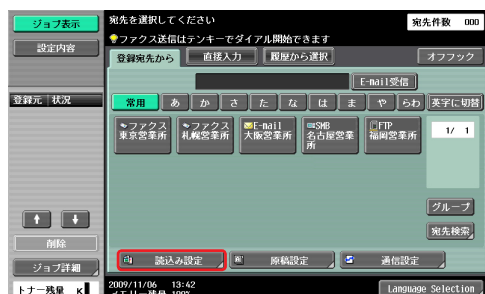 ジョブ表示
設定内容
宛先を選択してください
宛先件数 000
ファクス送信はテンキーでダイアル開始できます
登録宛先から 直接入力 履歴から選択 オフフック
E-mail受信
登録元 状況
常用 あ か さ た な は ま や らわ 英字に切替
ファクス
東京営業所
ファクス
札幌営業所
E-mail
大阪営業所
SMB
名古屋営業
所
FTP
福岡営業所
1/ 1
グループ
宛先検索
削除
ジョブ詳細
読込み設定 原稿設定 通信設定
トナー残量 K
2009/11/06 13:42
イエロー残量 100%
Language Selection